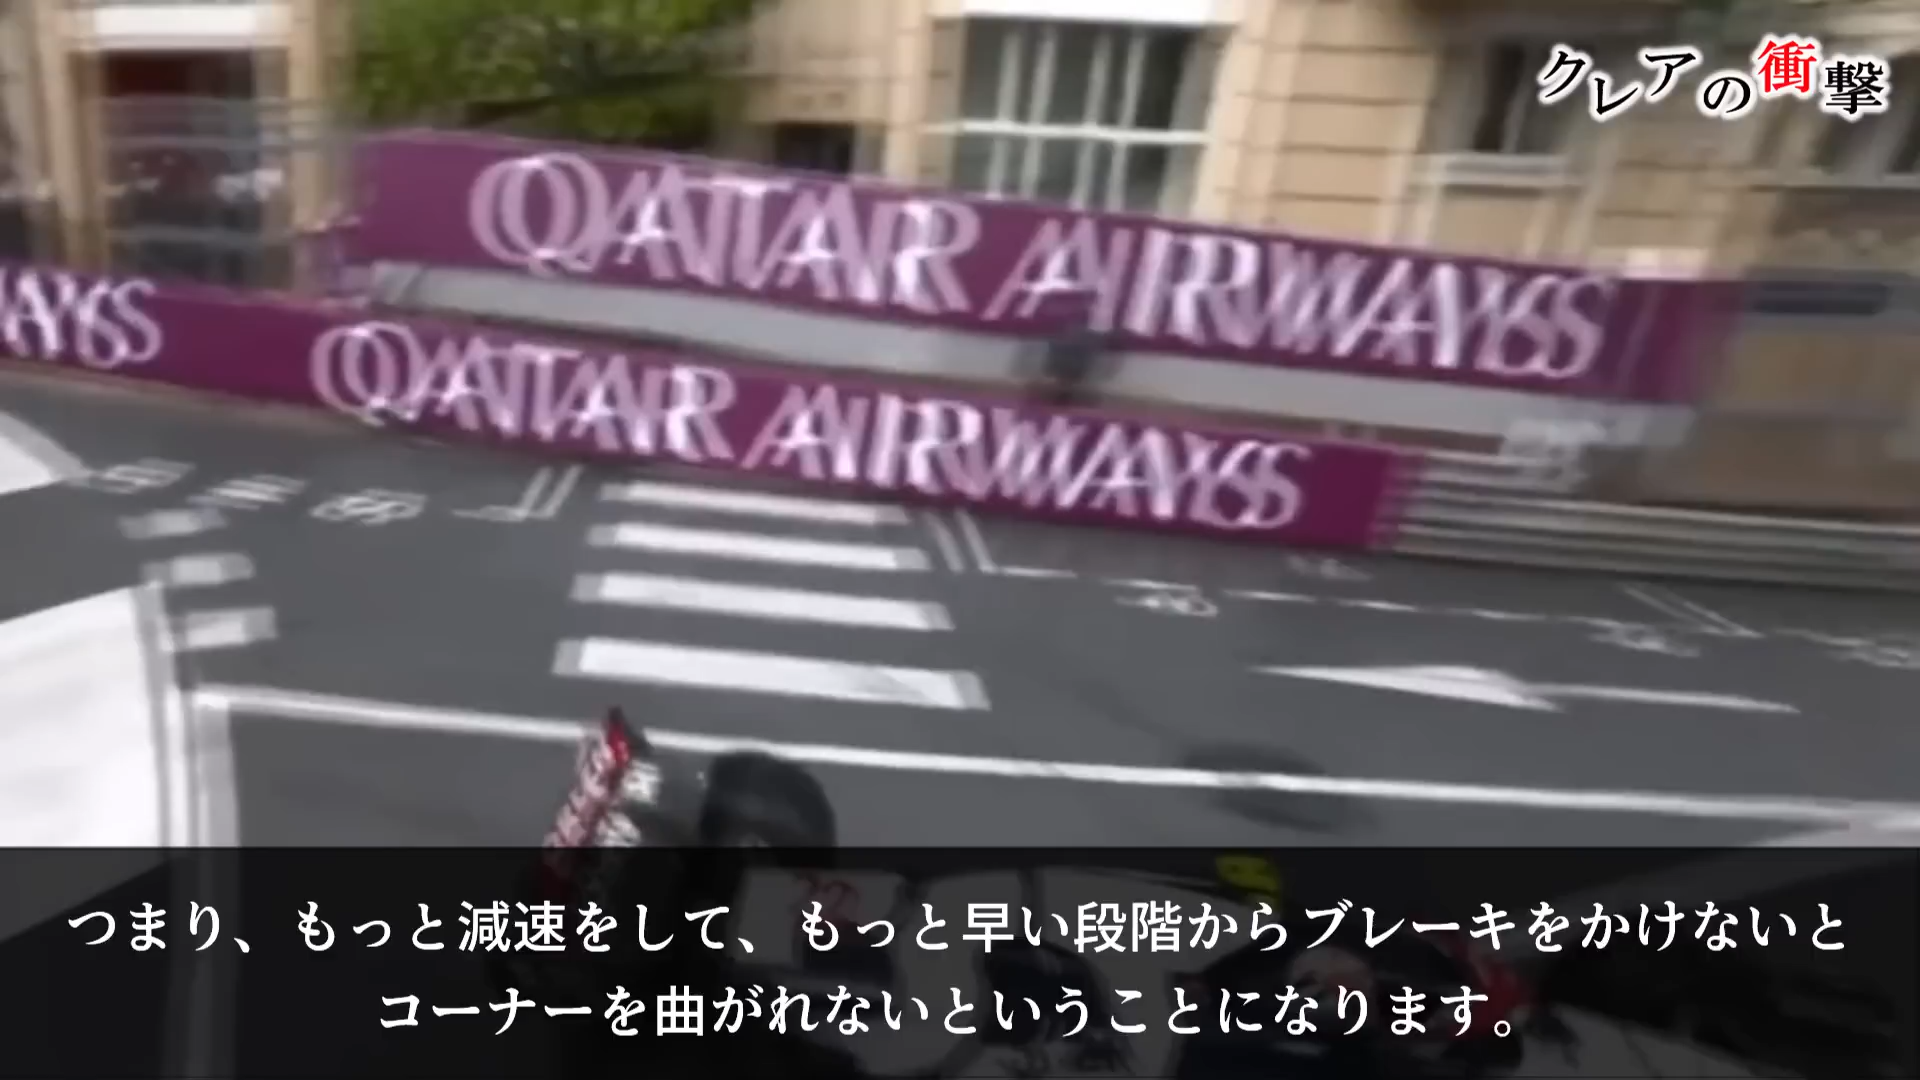 クレアの衝撃
QATAR AIRWAYS
WAYS
QATAR AIRWAYS
つまり、もっと減速をして、もっと早い段階からブレーキをかけないと
コーナーを曲がれないということになります。